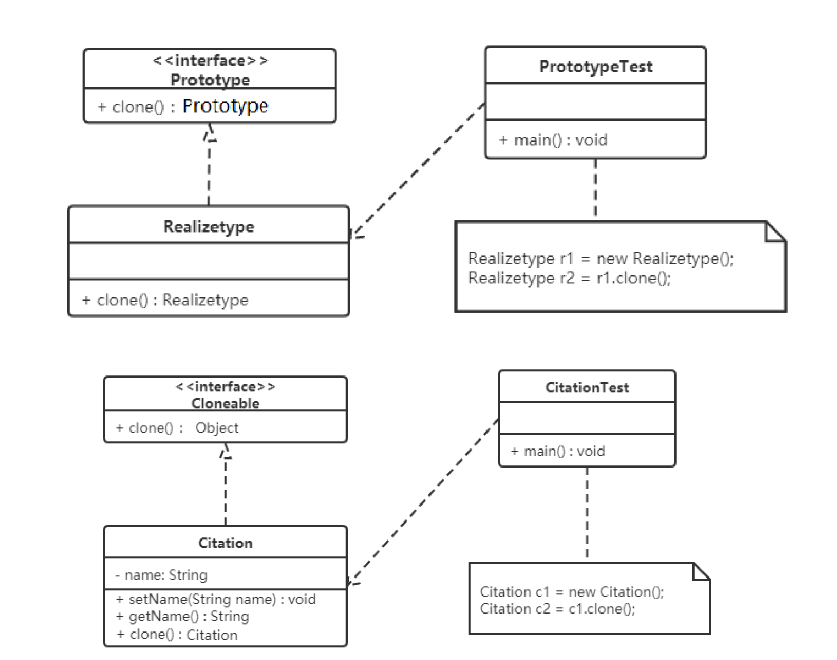 < <interface> >
Prototype
+ clone() : Prototype
PrototypeTest
+ main() : void
Realizetype
+ clone() : Realizetype
Realizetype r1 = new Realizetype();
Realizetype r2 = r1.clone();
< <interface> >
Cloneable
+ clone() : Object
CitationTest
+ main() : void
Citation
- name: String
+ setName(String name) : void
+ getName() : String
+ clone() : Citation
Citation c1 = new Citation();
Citation c2 = c1.clone();